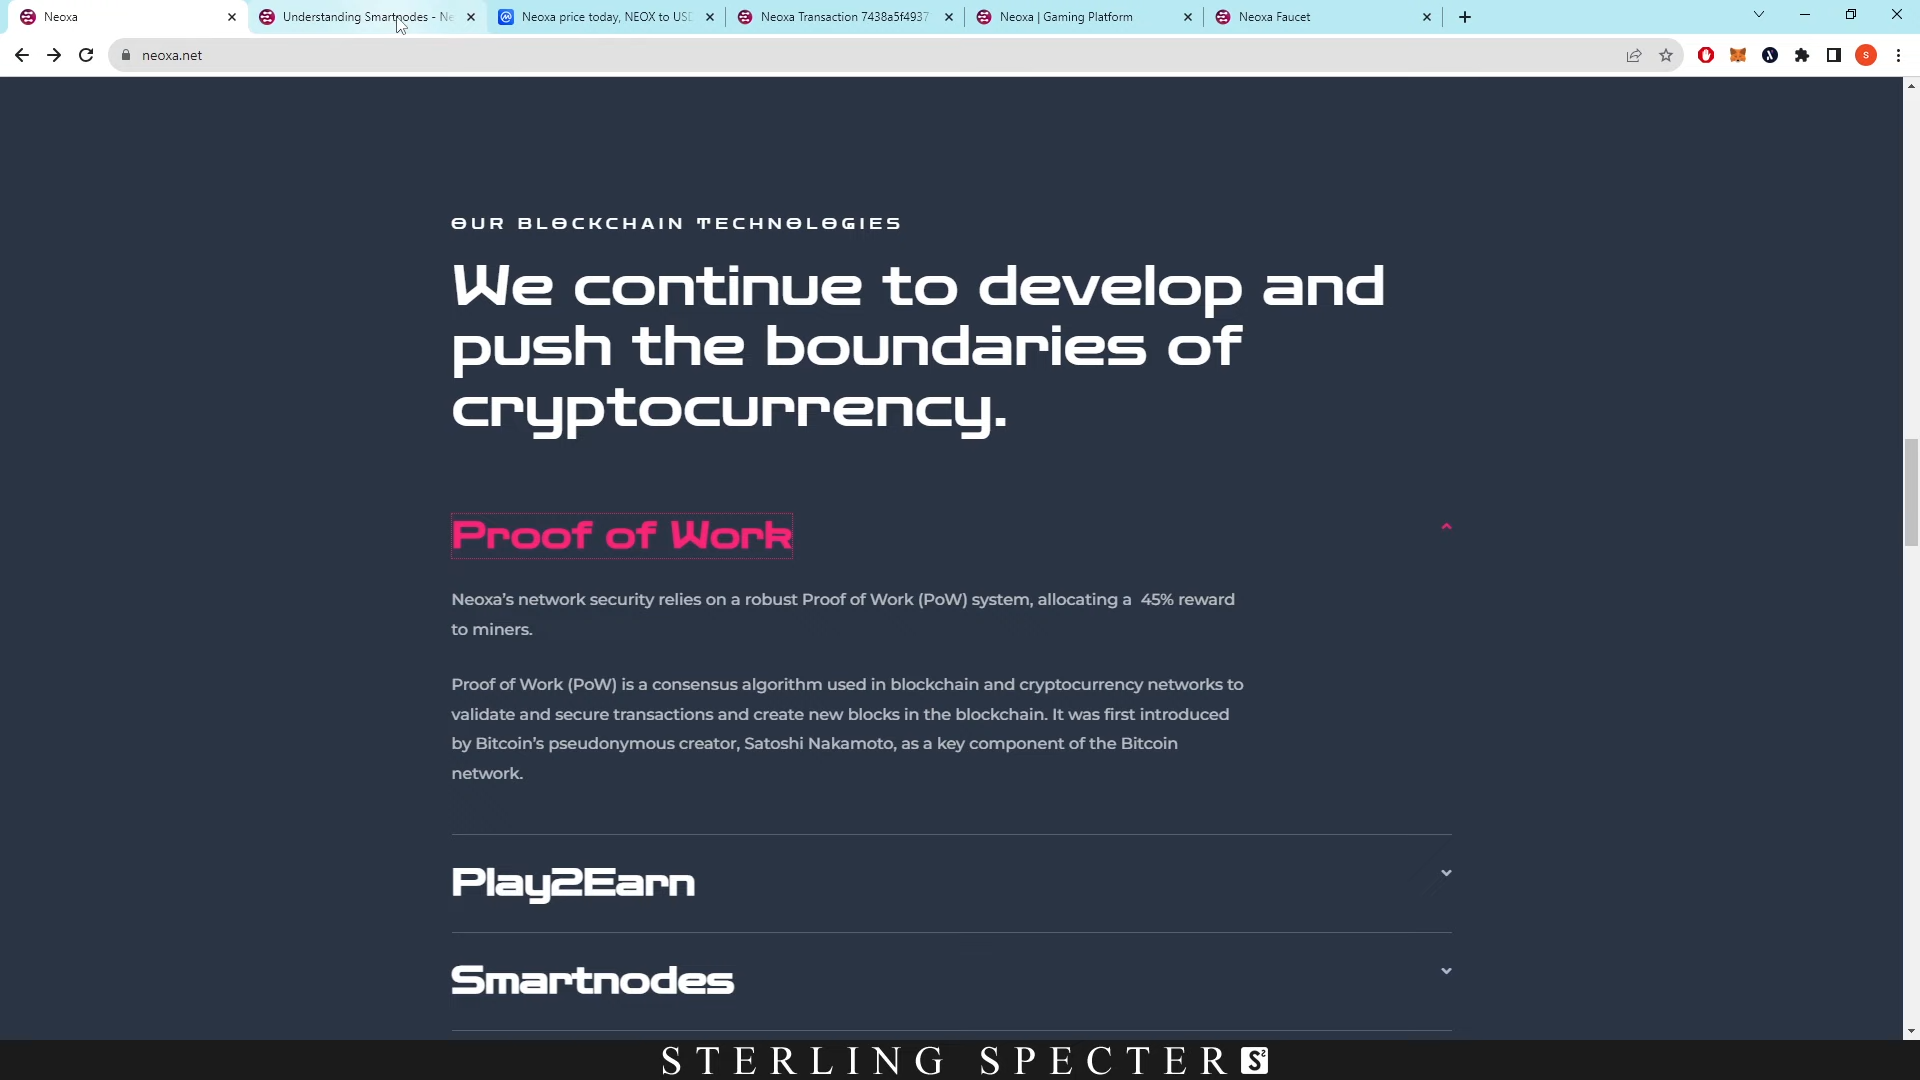 Neoxa
Understanding Smartnodes - Ne
Neoxa price today, NEOX to USD
Neoxa Transaction 7438a5f4937
Neoxa | Gaming Platform
Neoxa Faucet
neoxa.net
S
OUR BLOCKCHAIN TECHNOLOGIES
We continue to develop and
push the boundaries of
cryptocurrency.
Proof of Work
Neoxa’s network security relies on a robust Proof of Work (PoW) system, allocating a 45% reward
to miners.
Proof of Work (PoW) is a consensus algorithm used in blockchain and cryptocurrency networks to
validate and secure transactions and create new blocks in the blockchain. It was first introduced
by Bitcoin’s pseudonymous creator, Satoshi Nakamoto, as a key component of the Bitcoin
network.
Play2Earn
Smartnodes
STERLING SPECTER S²